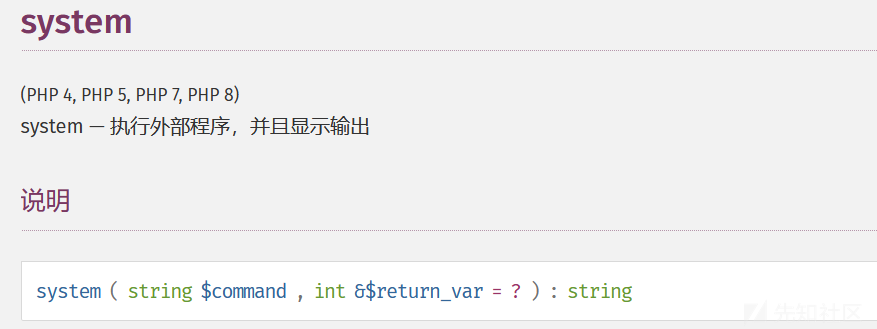 system
(PHP 4, PHP 5, PHP 7, PHP 8)
system — 执行外部程序，并且显示输出
说明
system ( string $command , int &$return_var = ? ) : string
先知社区